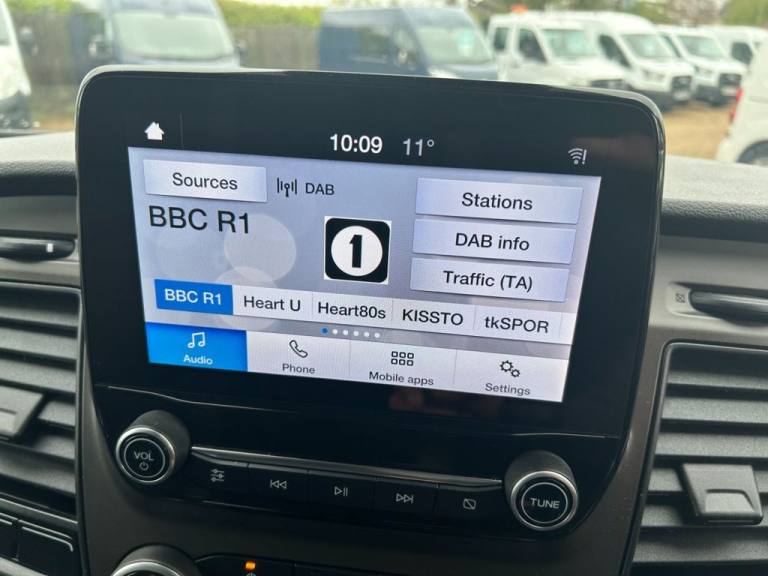 10:09 11°
Sources DAB
BBC R1
1
Stations
DAB info
Traffic (TA)
BBC R1 Heart U Heart80s KISSTO tkSPOR
Audio Phone Mobile apps Settings
VOL
TUNE